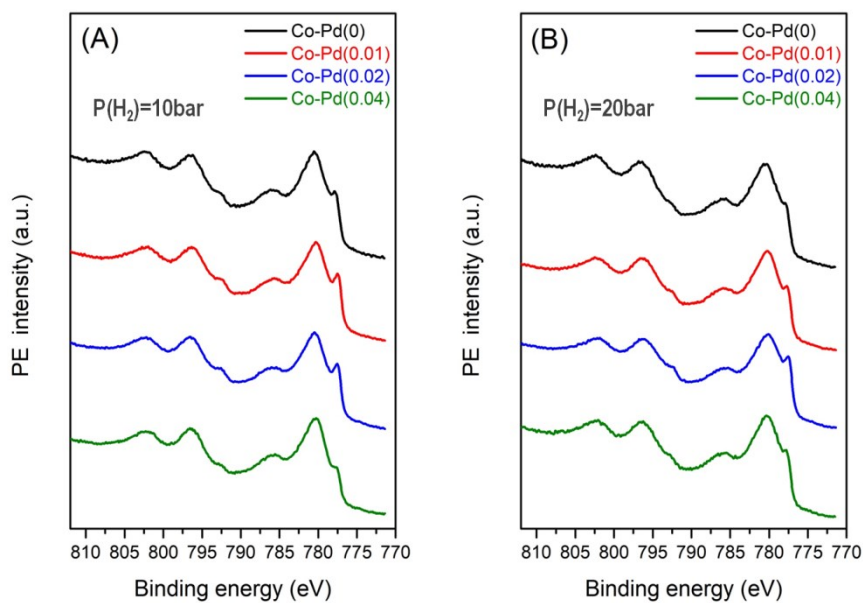 (A)
Co-Pd(0)
Co-Pd(0.01)
Co-Pd(0.02)
Co-Pd(0.04)
P(H₂)=10bar
PE intensity (a.u.)
810 805 800 795 790 785 780 775 770
Binding energy (eV)
(B)
Co-Pd(0)
Co-Pd(0.01)
Co-Pd(0.02)
Co-Pd(0.04)
P(H₂)=20bar
PE intensity (a.u.)
810 805 800 795 790 785 780 775 770
Binding energy (eV)